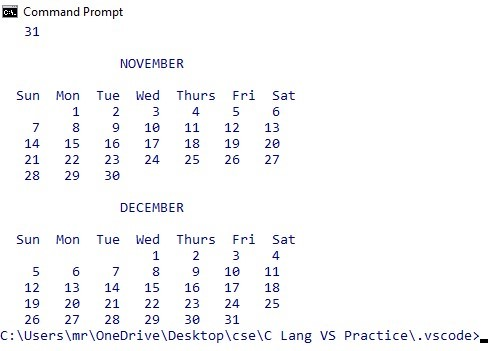 Command Prompt
31
NOVEMBER
Sun Mon Tue Wed Thurs Fri Sat
1 2 3 4 5 6
7 8 9 10 11 12 13
14 15 16 17 18 19 20
21 22 23 24 25 26 27
28 29 30
DECEMBER
Sun Mon Tue Wed Thurs Fri Sat
1 2 3 4
5 6 7 8 9 10 11
12 13 14 15 16 17 18
19 20 21 22 23 24 25
26 27 28 29 30 31
C:\Users\mr\OneDrive\Desktop\cse\C Lang VS Practice\.vscode>